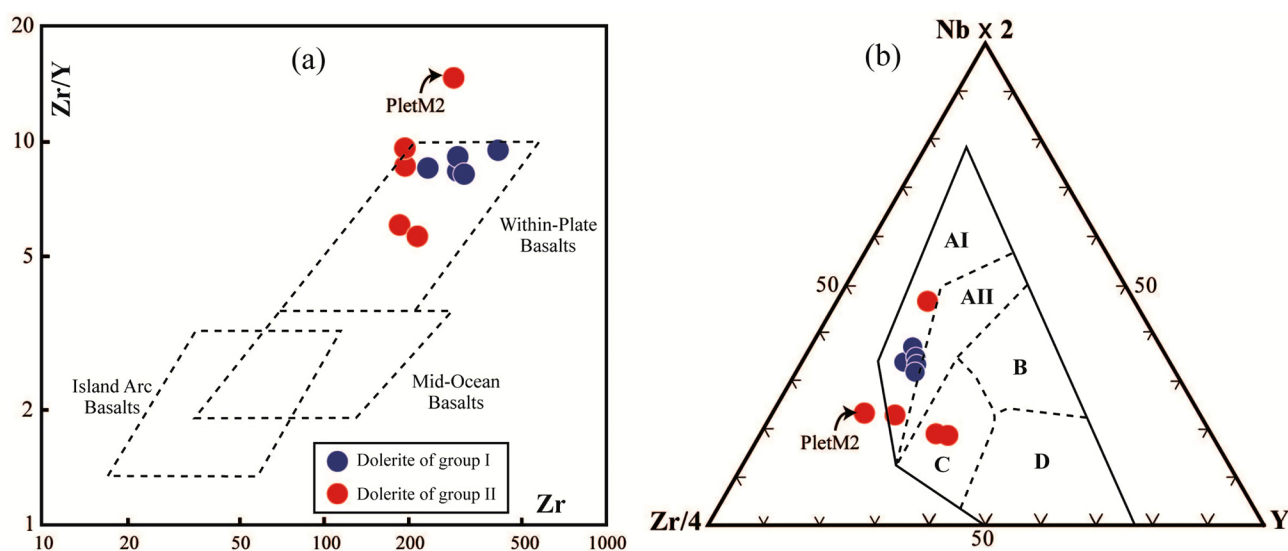 (a)
Zr/Y
20
10
5
2
1
PletM2
Within-Plate
Basalts
Mid-Ocean
Basalts
Island Arc
Basalts
Dolerite of group I
Dolerite of group II
Zr
10
20
50
100
200
500
1000
(b)
Nb × 2
AI
AII
50
50
B
PletM2
C
D
Zr/4
50
Y